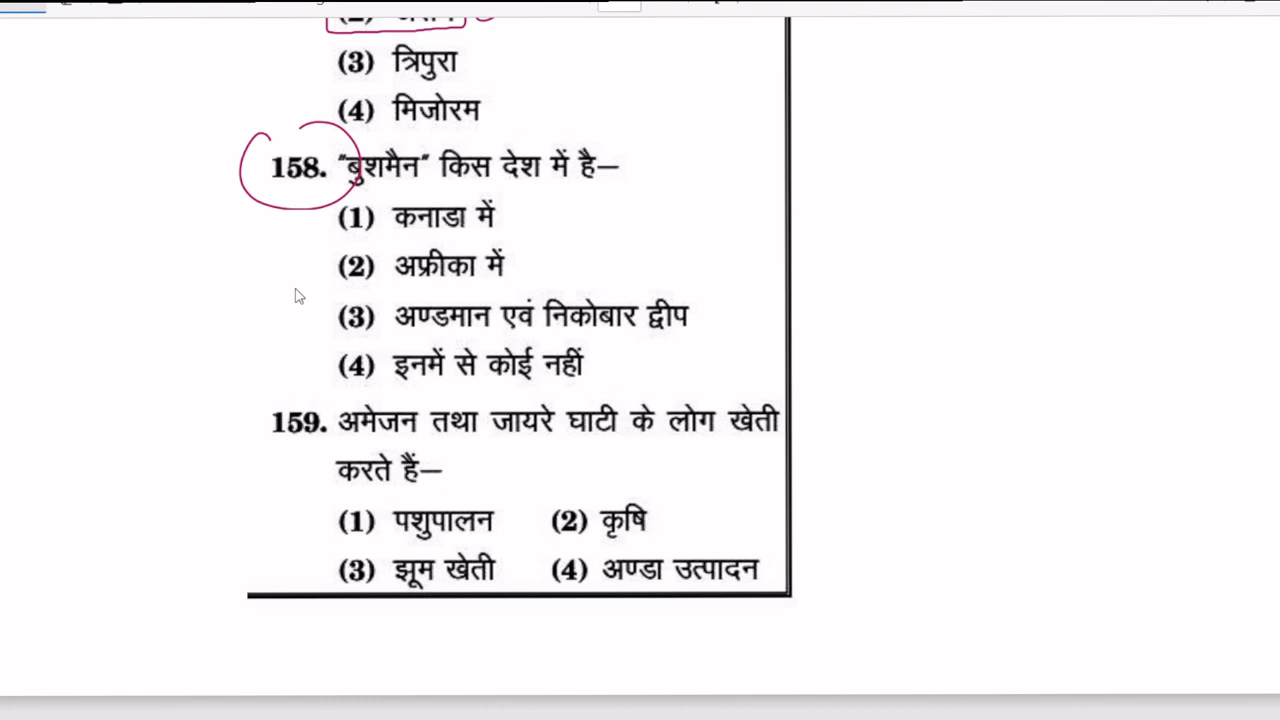 (3) त्रिपुरा
(4) मिजोरम
158. "बुशमैन" किस देश में है–
(1) कनाडा में
(2) अफ्रीका में
(3) अण्डमान एवं निकोबार द्वीप
(4) इनमें से कोई नहीं
159. अमेजन तथा जायरे घाटी के लोग खेती
करते हैं–
(1) पशुपालन (2) कृषि
(3) झूम खेती (4) अण्डा उत्पादन